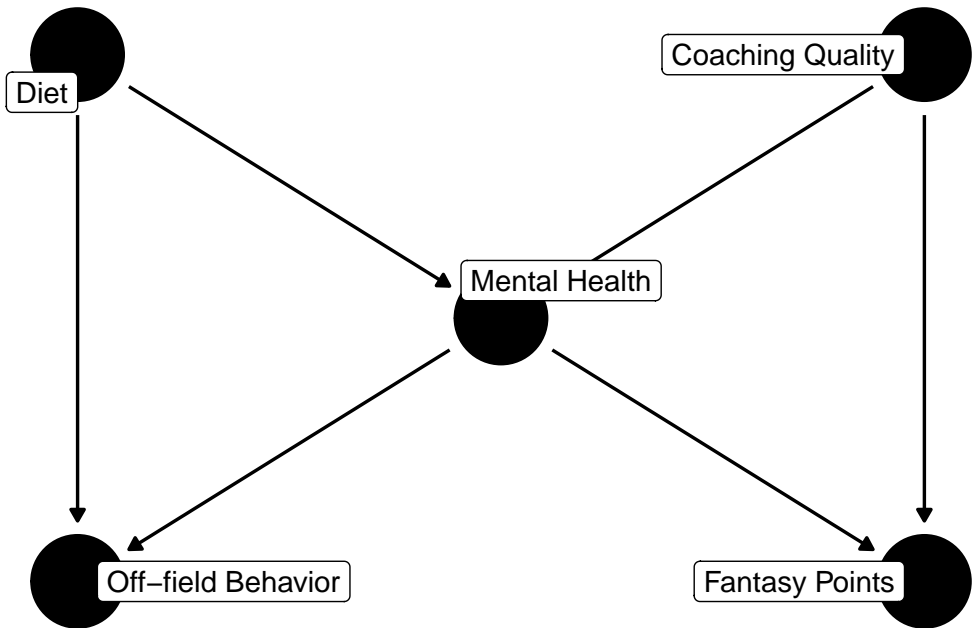 Diet
Coaching Quality
Mental Health
Off−field Behavior
Fantasy Points